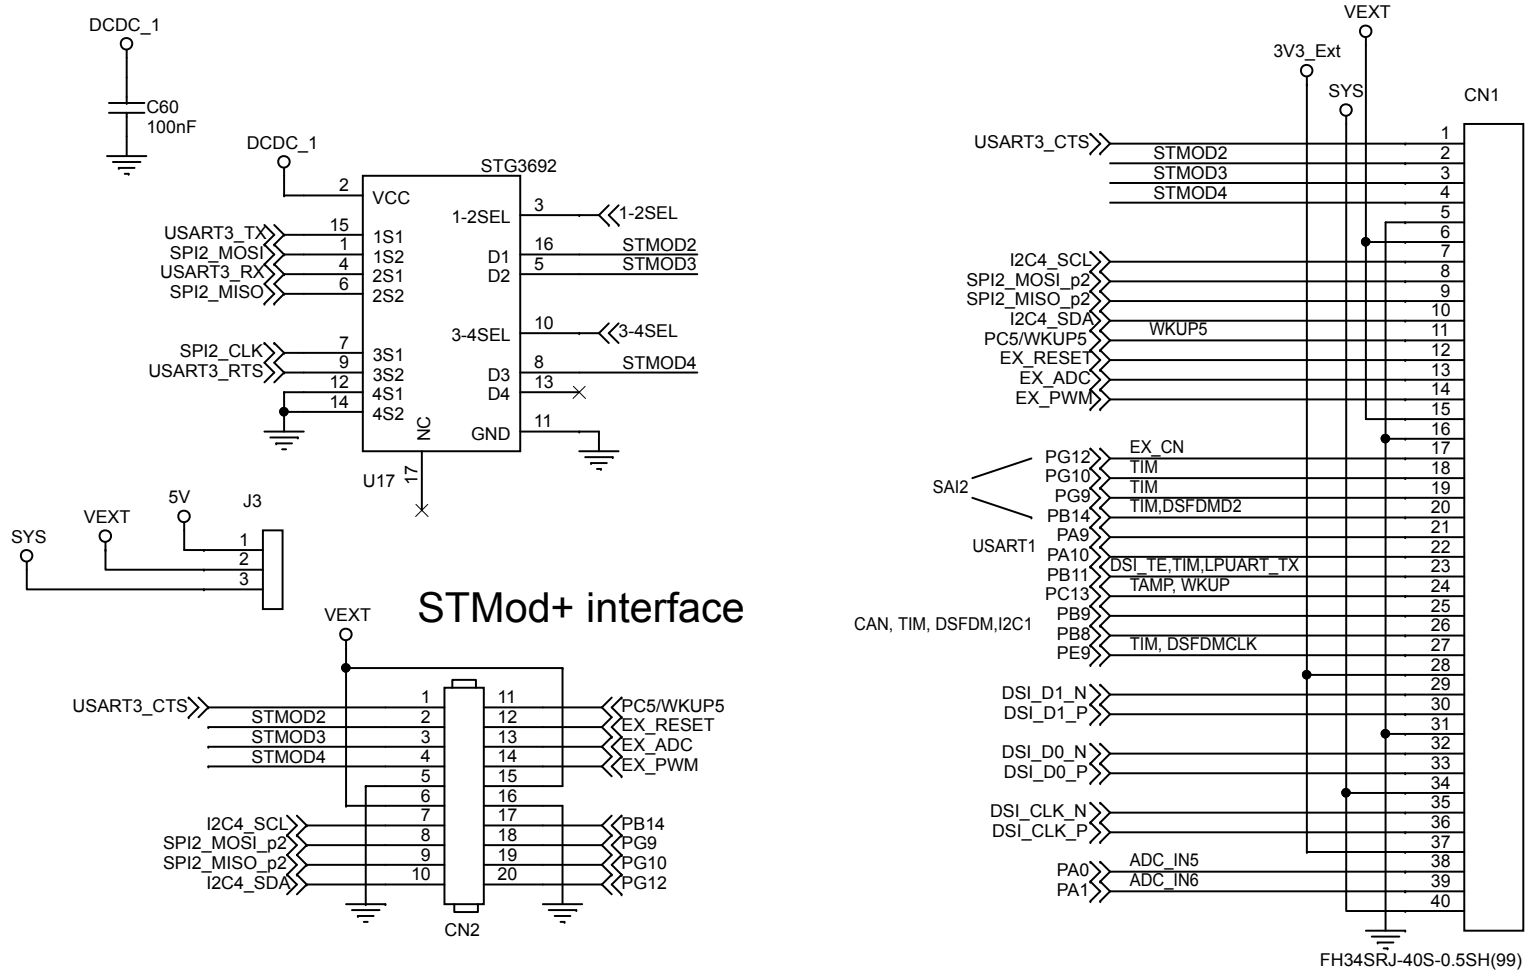 DCDC_1
C60
100nF
DCDC_1
STG3692
2 VCC
1-2SEL 3 1-2SEL
USART3_TX 15 1S1
SPI2_MOSI 1 1S2
USART3_RX 4 2S1
SPI2_MISO 6 2S2
D1 16 STMOD2
D2 5 STMOD3
3-4SEL 10 3-4SEL
SPI2_CLK 7 3S1
USART3_RTS 9 3S2
12 4S1
14 4S2
D3 8 STMOD4
D4 13
NC
GND 11
U17
17
5V
J3
VEXT
SYS
1
2
3
STMod+ interface
VEXT
USART3_CTS 1
STMOD2 2
STMOD3 3
STMOD4 4
5
6
I2C4_SCL 7
SPI2_MOSI_p2 8
SPI2_MISO_p2 9
I2C4_SDA 10
11 PC5/WKUP5
12 EX_RESET
13 EX_ADC
14 EX_PWM
15
16
17 PB14
18 PG9
19 PG10
20 PG12
CN2
VEXT
3V3_Ext
SYS
CN1
USART3_CTS 1
STMOD2 2
STMOD3 3
STMOD4 4
5
6
I2C4_SCL 7
SPI2_MOSI_p2 8
SPI2_MISO_p2 9
I2C4_SDA 10
PC5/WKUP5 WKUP5 11
EX_RESET 12
EX_ADC 13
EX_PWM 14
15
16
PG12 EX_CN 17
PG10 TIM 18
SAI2
PG9 TIM 19
PB14 TIM,DSFDMD2 20
PA9 21
USART1
PA10 22
PB11 DSI_TE,TIM,LPUART_TX 23
PC13 TAMP, WKUP 24
PB9 25
CAN, TIM, DSFDM,I2C1
PB8 26
PE9 TIM, DSFDMCLK 27
28
DSI_D1_N 29
DSI_D1_P 30
31
DSI_D0_N 32
DSI_D0_P 33
34
DSI_CLK_N 35
DSI_CLK_P 36
37
PA0 ADC_IN5 38
PA1 ADC_IN6 39
40
FH34SRJ-40S-0.5SH(99)